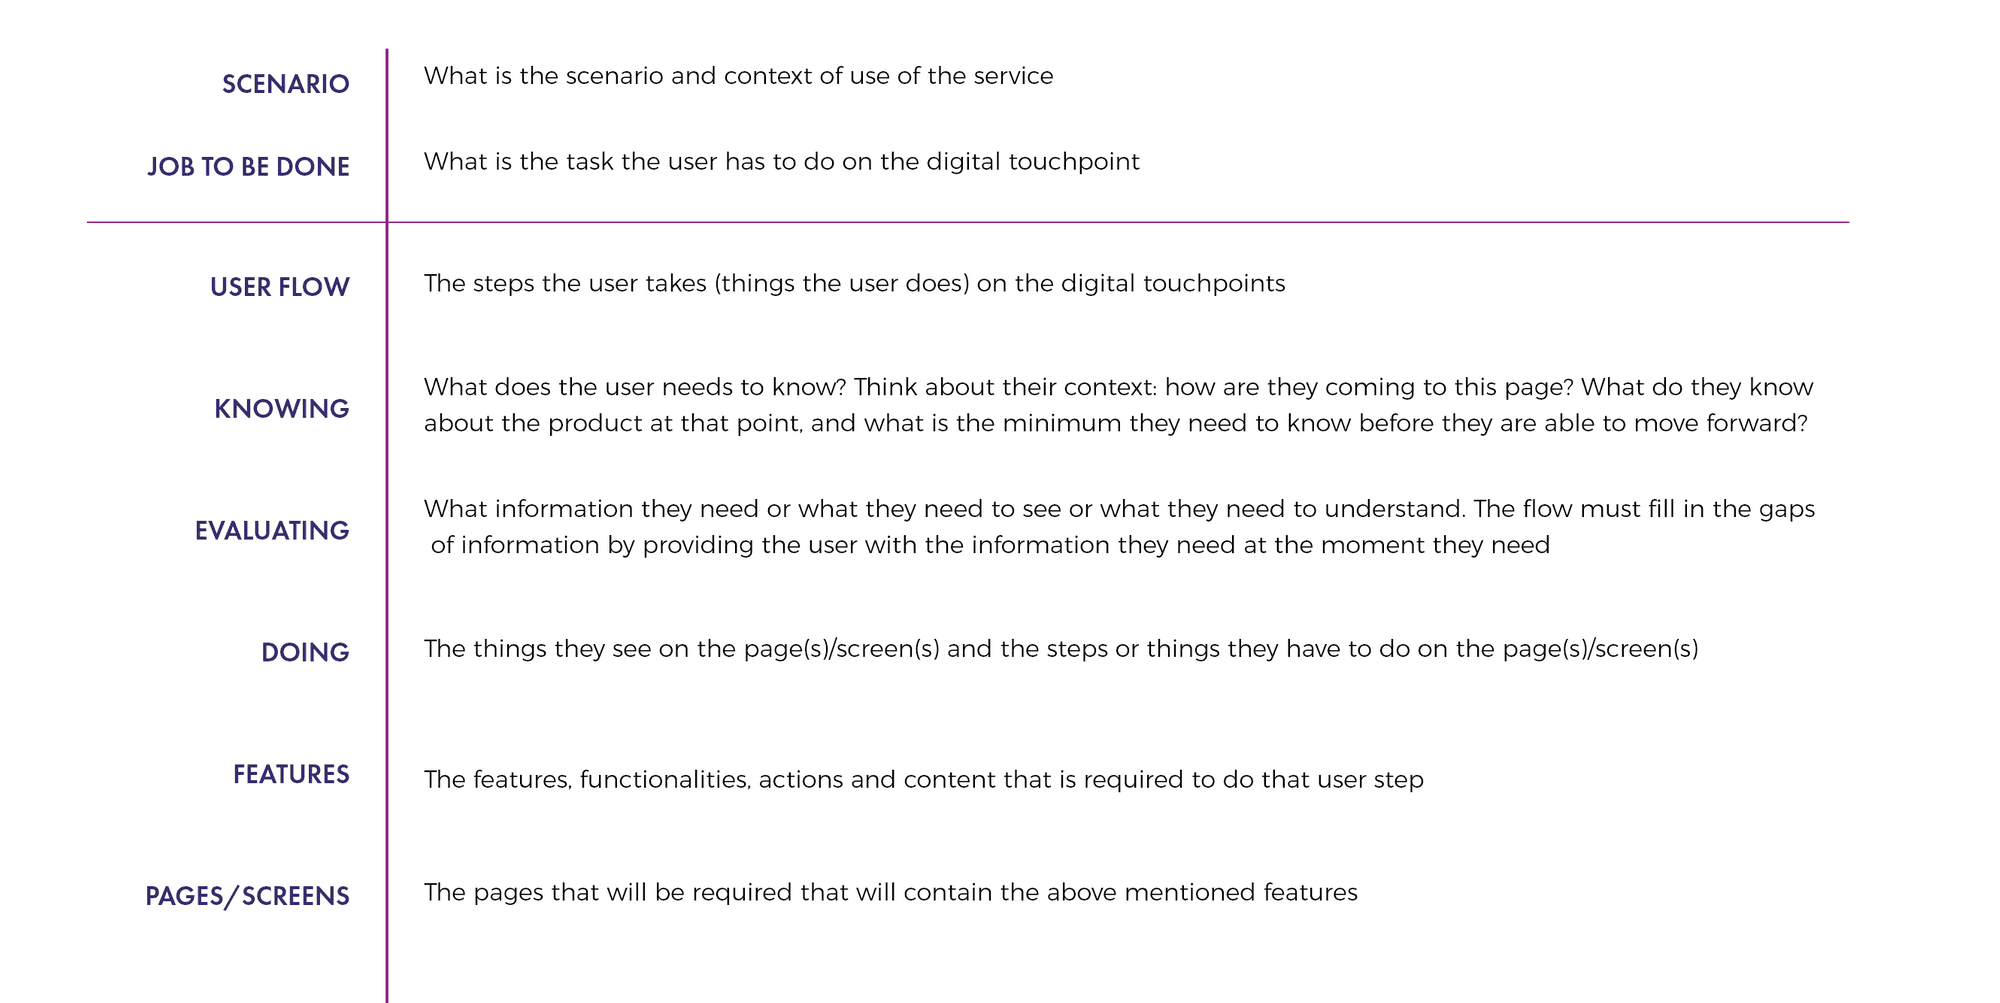 SCENARIO
What is the scenario and context of use of the service
JOB TO BE DONE
What is the task the user has to do on the digital touchpoint
USER FLOW
The steps the user takes (things the user does) on the digital touchpoints
KNOWING
What does the user needs to know? Think about their context: how are they coming to this page? What do they know
about the product at that point, and what is the minimum they need to know before they are able to move forward?
EVALUATING
What information they need or what they need to see or what they need to understand. The flow must fill in the gaps
of information by providing the user with the information they need at the moment they need
DOING
The things they see on the page(s)/screen(s) and the steps or things they have to do on the page(s)/screen(s)
FEATURES
The features, functionalities, actions and content that is required to do that user step
PAGES/SCREENS
The pages that will be required that will contain the above mentioned features